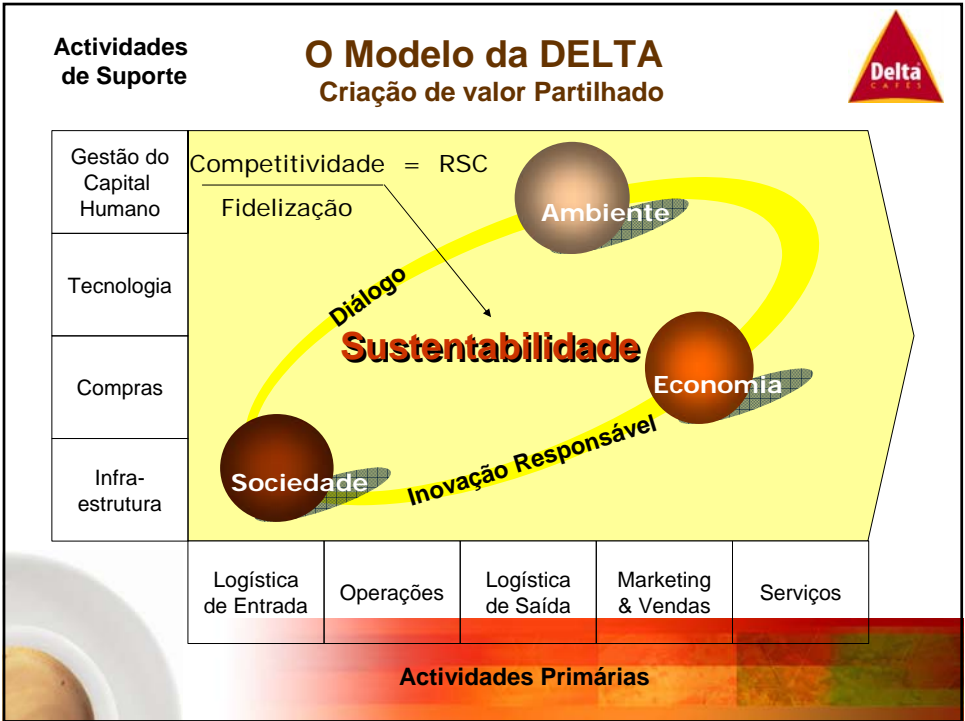 Actividades
de Suporte
O Modelo da DELTA
Criação de valor Partilhado
Delta
CAFÉS
Gestão do
Capital
Humano
Tecnologia
Compras
Infra-
estrutura
Competitividade = RSC
Fidelização
Ambiente
Diálogo
Sustentabilidade
Economia
Sociedade
Inovação Responsável
Logística
de Entrada
Operações
Logística
de Saída
Marketing
& Vendas
Serviços
Actividades Primárias